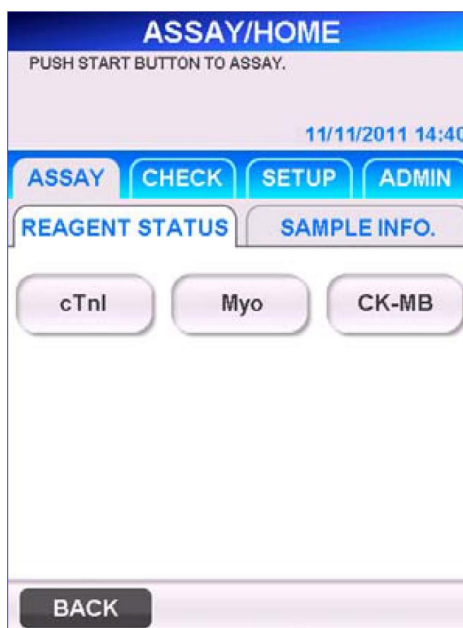 ASSAY/HOME
PUSH START BUTTON TO ASSAY.
11/11/2011 14:40
ASSAY CHECK SETUP ADMIN
REAGENT STATUS SAMPLE INFO.
cTnI Myo CK-MB
BACK